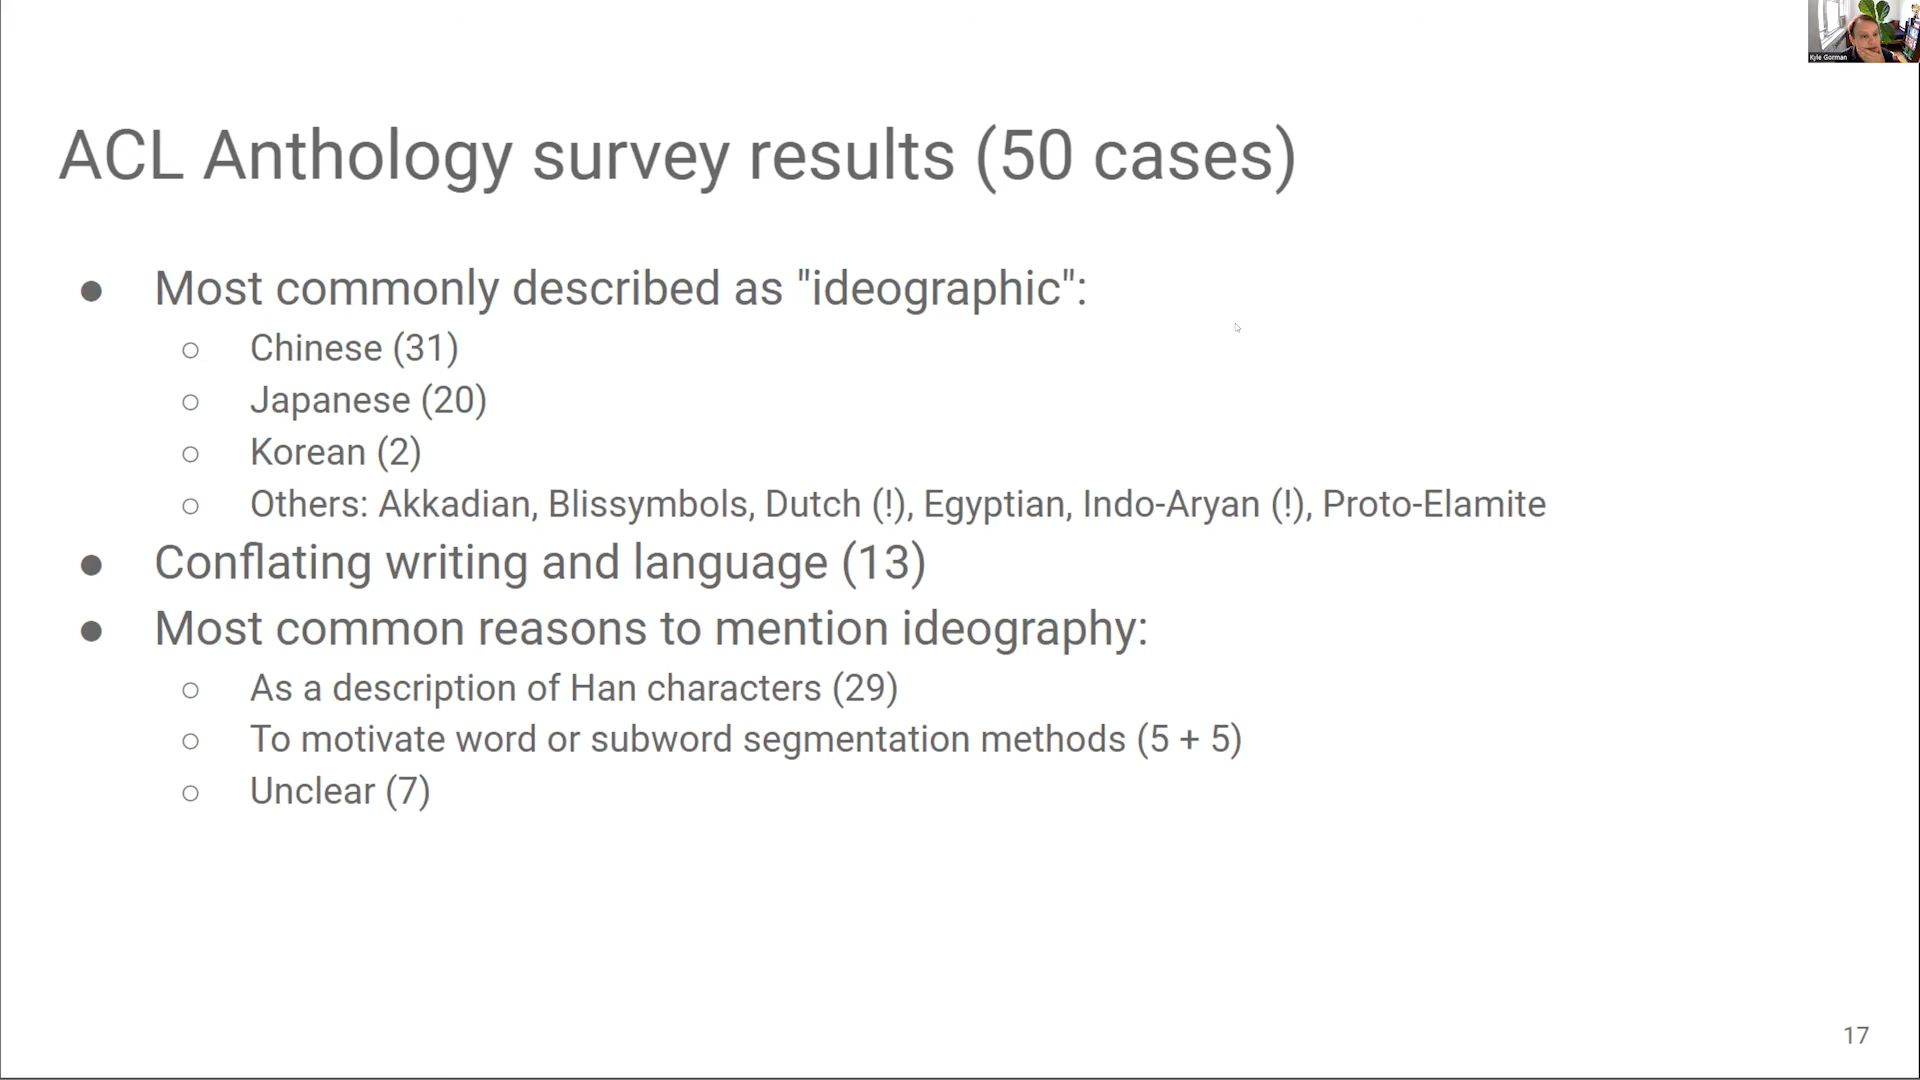 Kyle Gorman
ACL Anthology survey results (50 cases)
● Most commonly described as "ideographic":
○ Chinese (31)
○ Japanese (20)
○ Korean (2)
○ Others: Akkadian, Blissymbols, Dutch (!), Egyptian, Indo-Aryan (!), Proto-Elamite
● Conflating writing and language (13)
● Most common reasons to mention ideography:
○ As a description of Han characters (29)
○ To motivate word or subword segmentation methods (5 + 5)
○ Unclear (7)
17